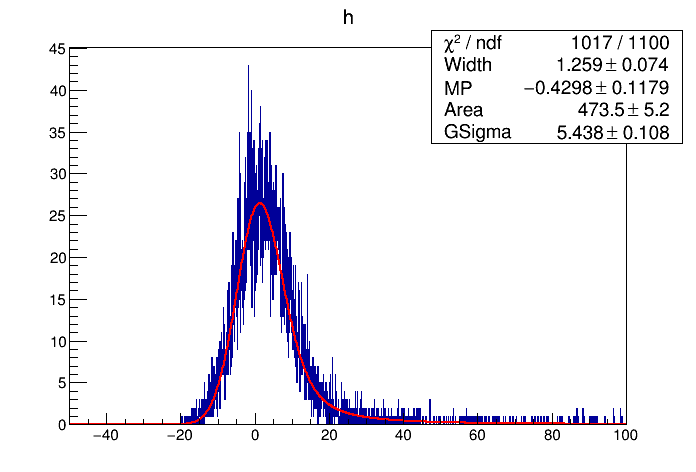 h
χ² / ndf 1017 / 1100
Width 1.259 ± 0.074
MP −0.4298 ± 0.1179
Area 473.5 ± 5.2
GSigma 5.438 ± 0.108
45
40
35
30
25
20
15
10
5
0
−40 −20 0 20 40 60 80 100